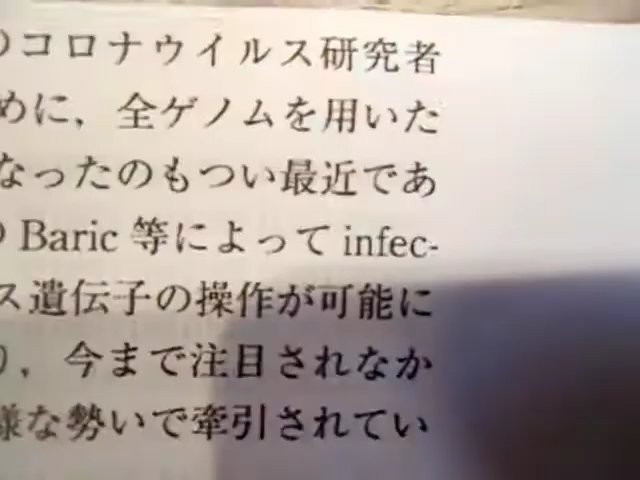 のコロナウイルス研究者
めに，全ゲノムを用いた
なったのもつい最近であ
Baric 等によって infec-
ス遺伝子の操作が可能に
，今まで注目されなか
様な勢いで牽引されてい